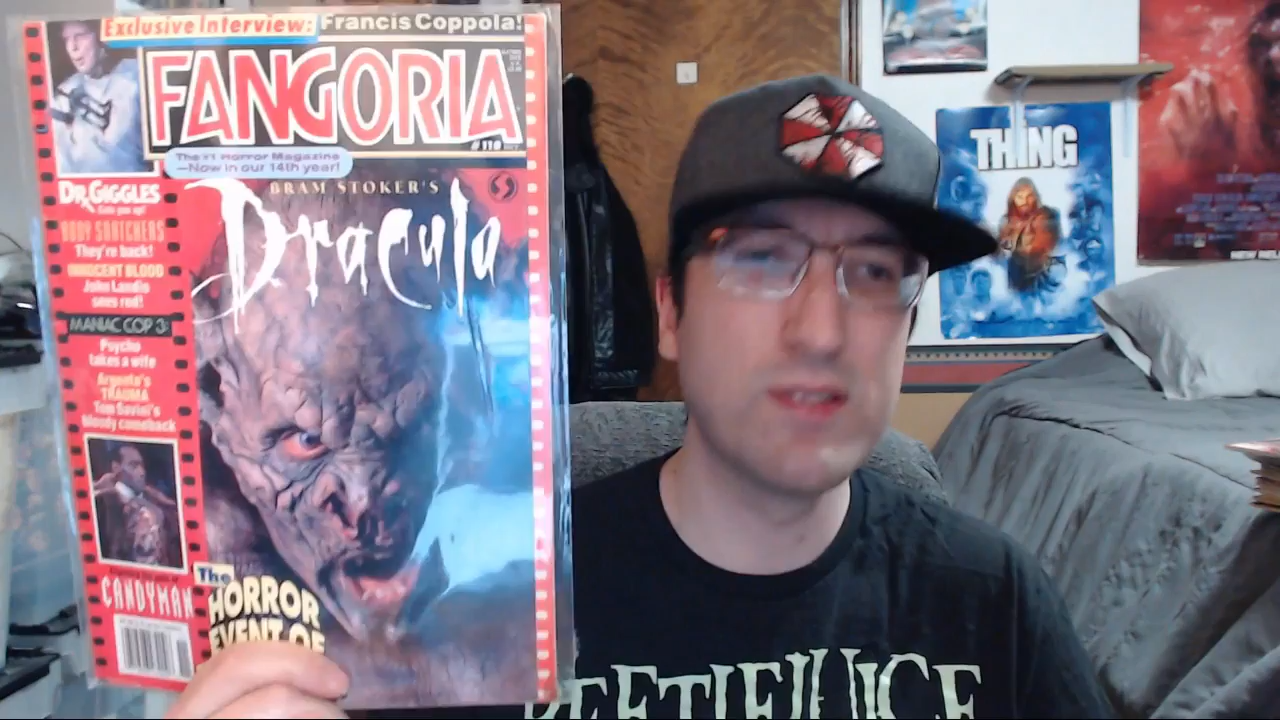 Exclusive Interview: Francis Coppola!
FANGORIA
The #1 Horror Magazine
—Now in our 14th year!
BRAM STOKER'S
Dracula
DR. GIGGLES
BODY SNATCHERS
They're back!
INNOCENT BLOOD
John Landis
sees red!
MANIAC COP 3:
Psycho
takes a wife
Argento's
TRAUMA
Tom Savini's
bloody comeback
CANDYMAN
The
HORROR
EVENT OF
THE THING
BEETLEJUICE